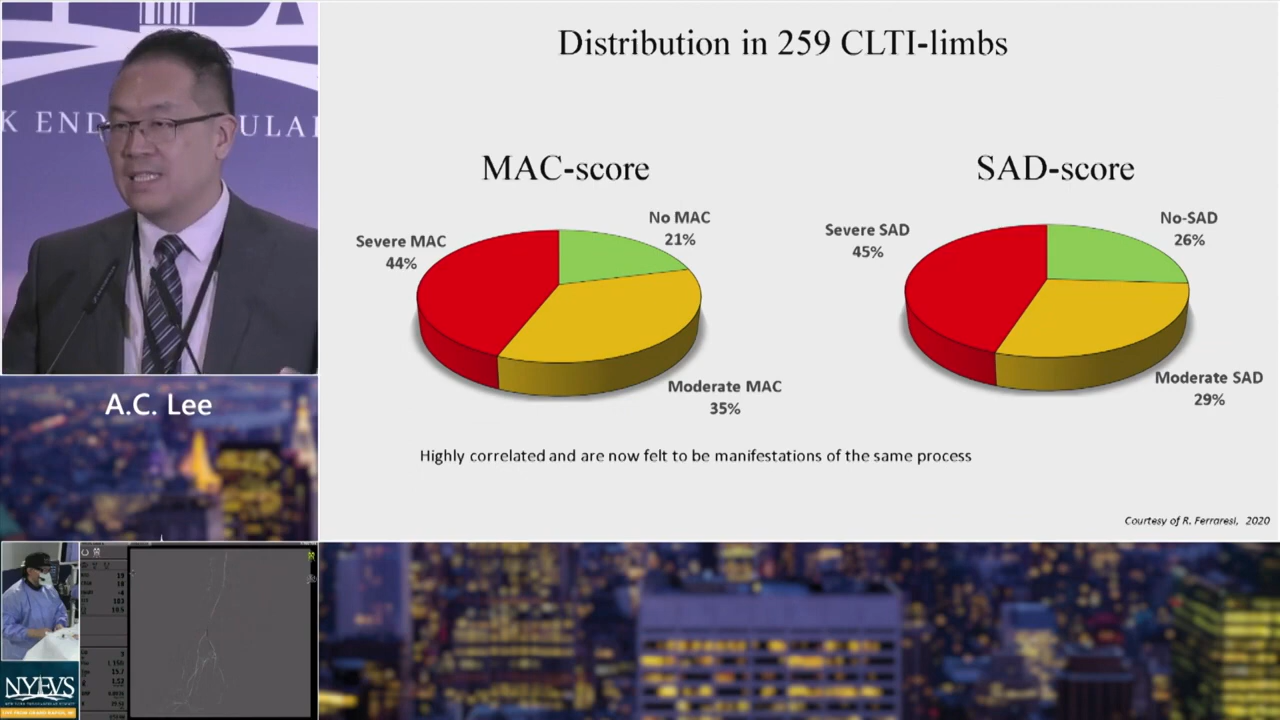 Distribution in 259 CLTI-limbs
MAC-score
SAD-score
No MAC
21%
Severe MAC
44%
Moderate MAC
35%
No-SAD
26%
Severe SAD
45%
Moderate SAD
29%
Highly correlated and are now felt to be manifestations of the same process
Courtesy of R. Ferraresi, 2020
K END
ULAR
A.C. Lee
NYEVS